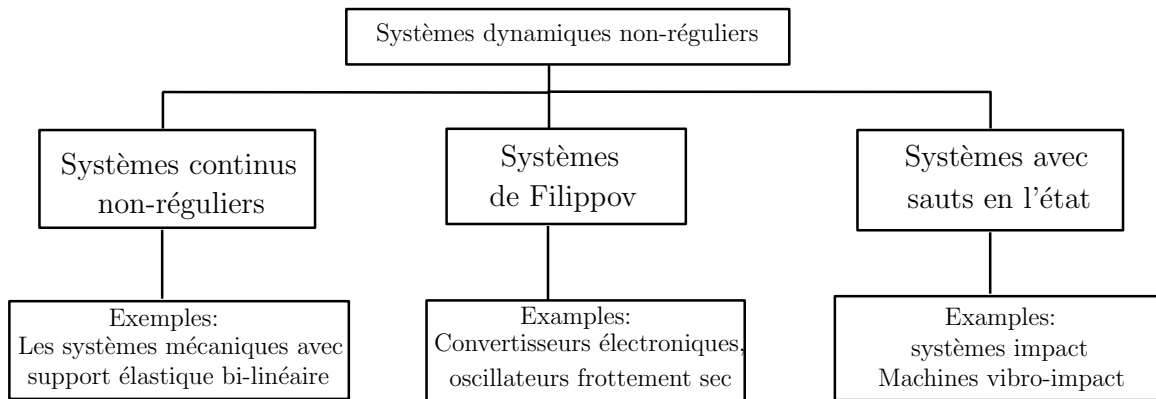 Systèmes dynamiques non-réguliers
Systèmes continus
non-réguliers
Systèmes
de Filippov
Systèmes avec
sauts en l'état
Exemples:
Les systèmes mécaniques avec
support élastique bi-linéaire
Examples:
Convertisseurs électroniques,
oscillateurs frottement sec
Examples:
systèmes impact
Machines vibro-impact